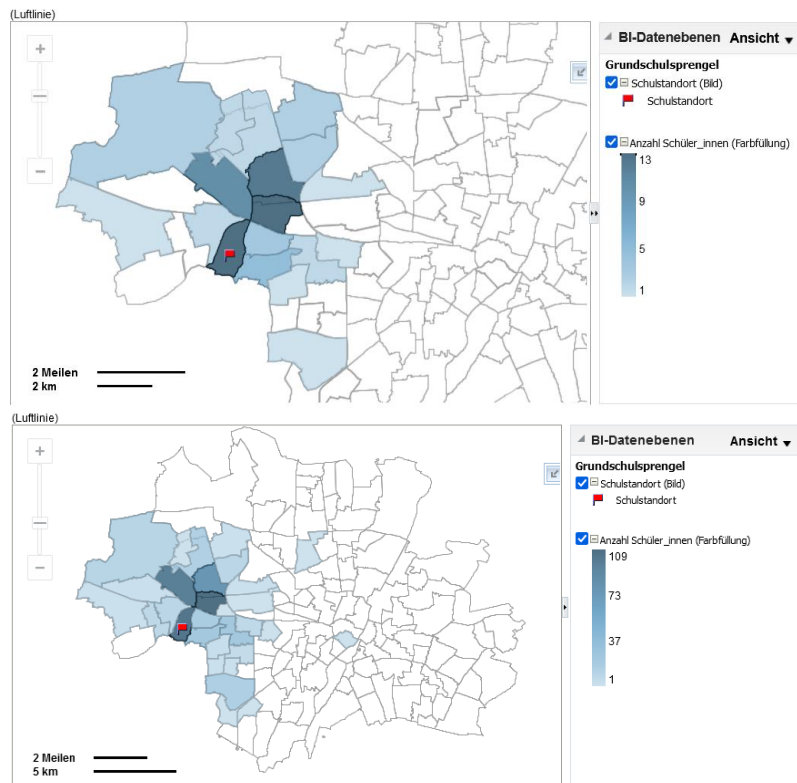 (Luftlinie)
BI-Datenebenen Ansicht
Grundschulsprengel
Schulstandort (Bild)
Schulstandort
Anzahl Schüler_innen (Farbfüllung)
13
9
5
1
2 Meilen
2 km
(Luftlinie)
BI-Datenebenen Ansicht
Grundschulsprengel
Schulstandort (Bild)
Schulstandort
Anzahl Schüler_innen (Farbfüllung)
109
73
37
1
2 Meilen
5 km